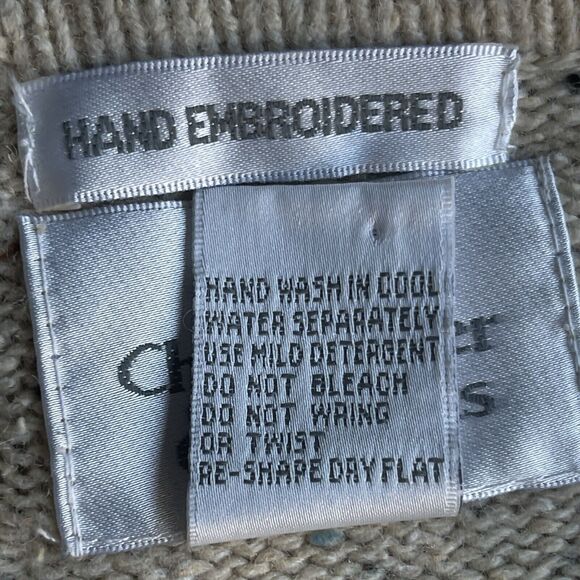 HAND EMBROIDERED
HAND WASH IN COOL
WATER SEPARATELY
USE MILD DETERGENT
DO NOT BLEACH
DO NOT WRING
OR TWIST
RE-SHAPE DRY FLAT